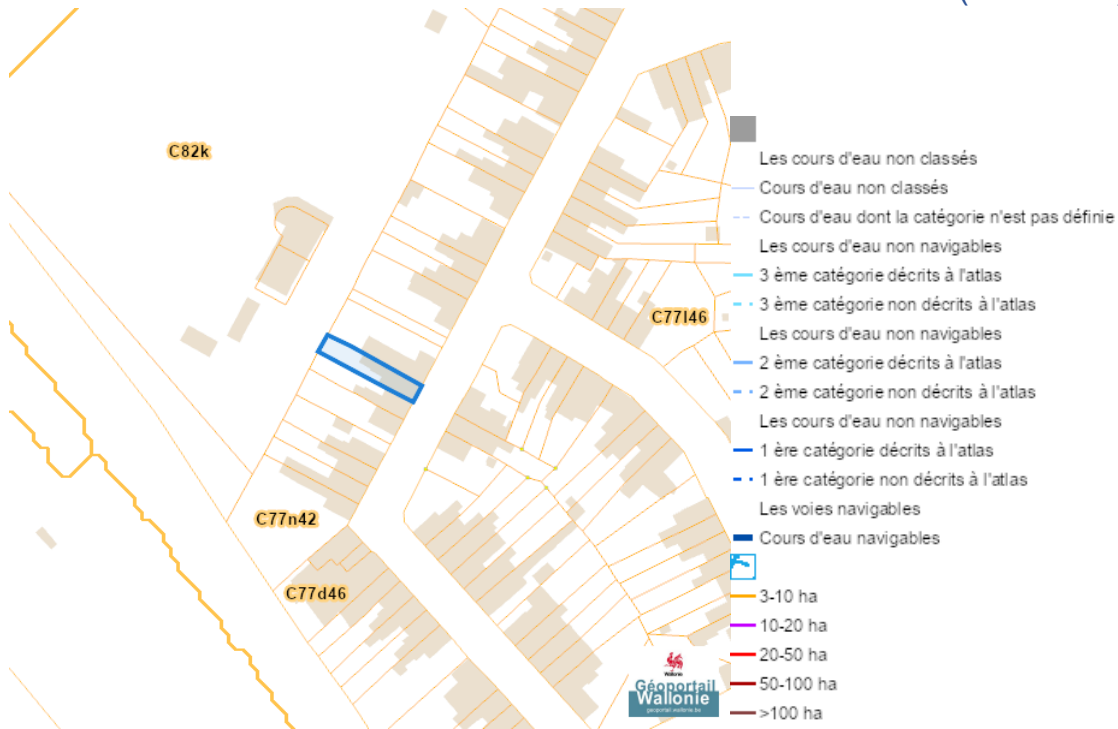 C82k
C77l46
C77n42
C77d46
Wallonie
Géoportail
Wallonie
geoportail.wallonie.be
Les cours d'eau non classés
Cours d'eau non classés
Cours d'eau dont la catégorie n'est pas définie
Les cours d'eau non navigables
3 ème catégorie décrits à l'atlas
3 ème catégorie non décrits à l'atlas
Les cours d'eau non navigables
2 ème catégorie décrits à l'atlas
2 ème catégorie non décrits à l'atlas
Les cours d'eau non navigables
1 ère catégorie décrits à l'atlas
1 ère catégorie non décrits à l'atlas
Les voies navigables
Cours d'eau navigables
3-10 ha
10-20 ha
20-50 ha
50-100 ha
>100 ha